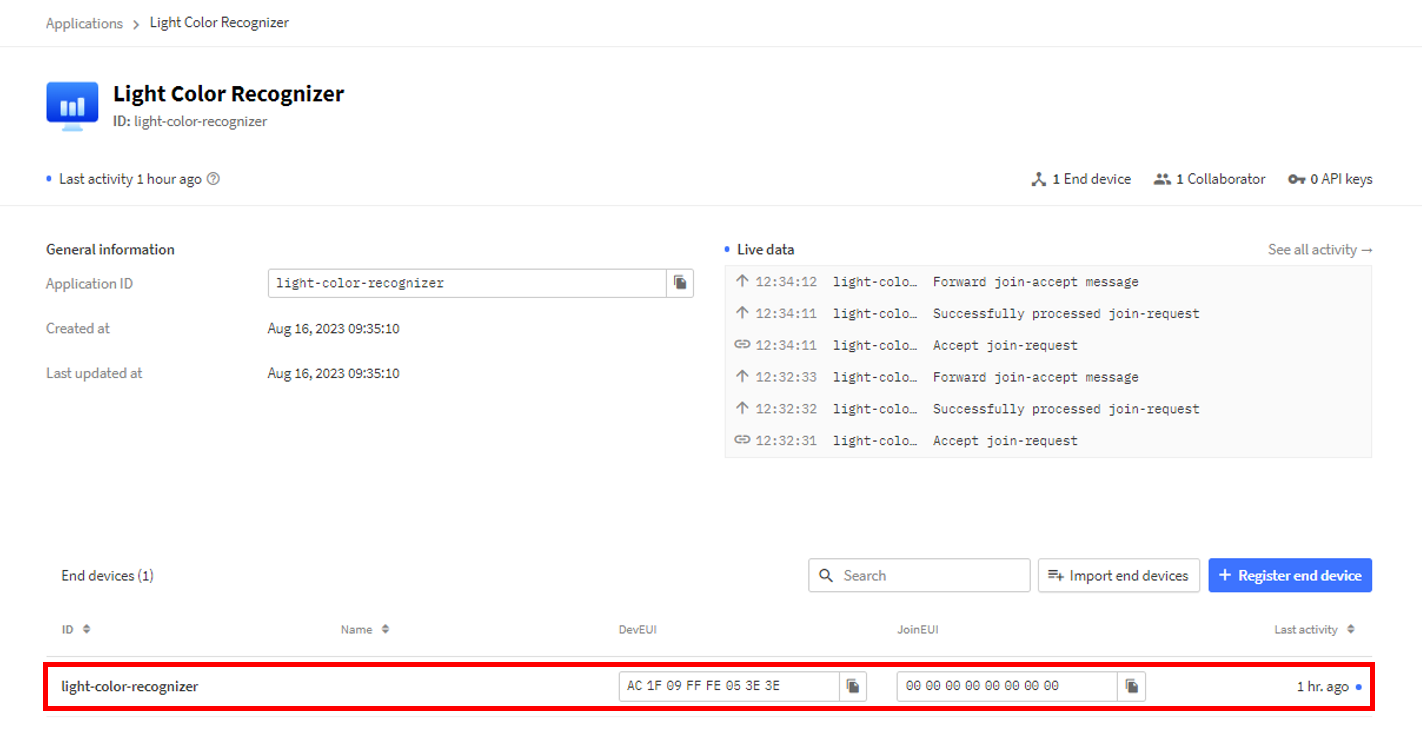 Applications > Light Color Recognizer
Light Color Recognizer
ID: light-color-recognizer
Last activity 1 hour ago
1 End device 1 Collaborator 0 API keys
General information
Application ID light-color-recognizer
Created at Aug 16, 2023 09:35:10
Last updated at Aug 16, 2023 09:35:10
Live data See all activity →
12:34:12 light-colo… Forward join-accept message
12:34:11 light-colo… Successfully processed join-request
12:34:11 light-colo… Accept join-request
12:32:33 light-colo… Forward join-accept message
12:32:32 light-colo… Successfully processed join-request
12:32:31 light-colo… Accept join-request
End devices (1) Search Import end devices + Register end device
ID Name DevEUI JoinEUI Last activity
light-color-recognizer AC 1F 09 FF FE 05 3E 3E 00 00 00 00 00 00 00 00 1 hr. ago